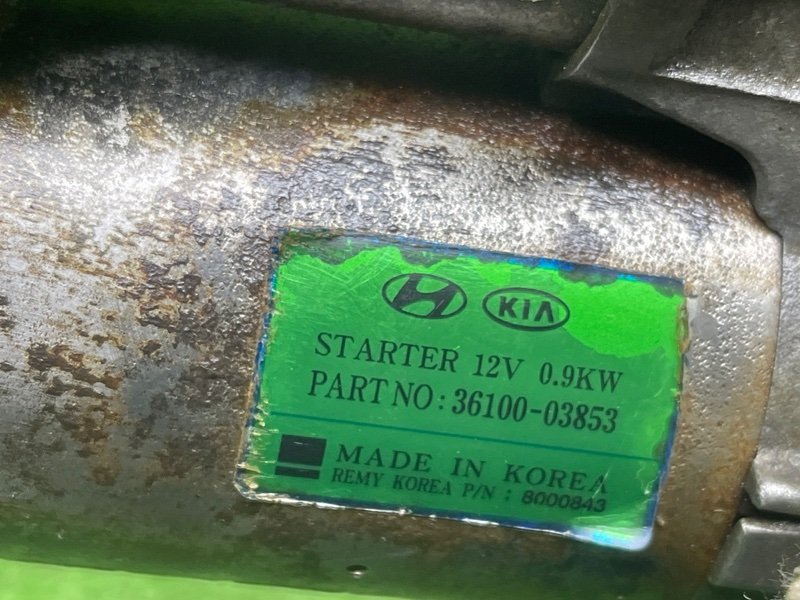 KIA
STARTER 12V 0.9KW
PART NO : 36100-03853
MADE IN KOREA
REMY KOREA P/N : 8000843